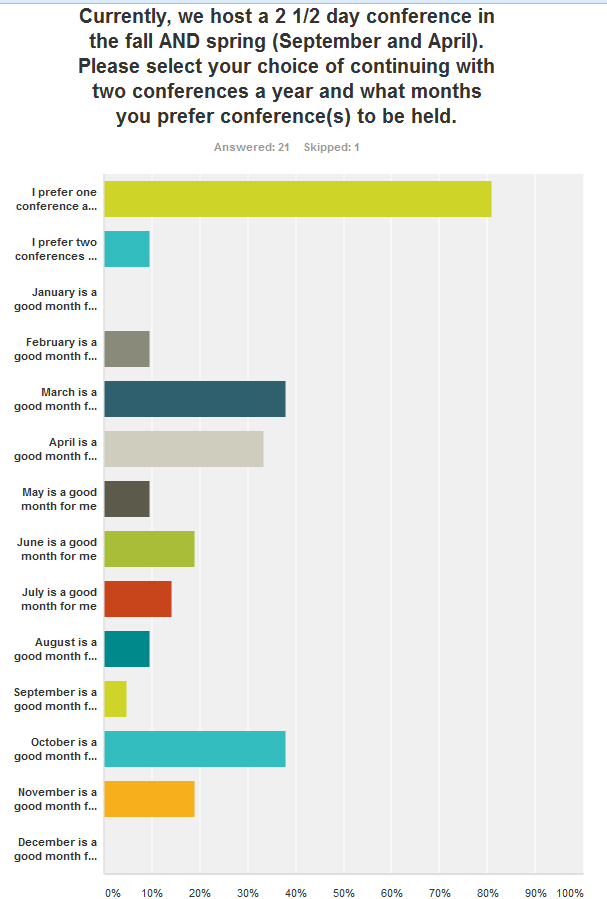 Currently, we host a 2 1/2 day conference in
the fall AND spring (September and April).
Please select your choice of continuing with
two conferences a year and what months
you prefer conference(s) to be held.
Answered: 21 Skipped: 1
I prefer one
conference a...
I prefer two
conferences ...
January is a
good month f...
February is a
good month f...
March is a
good month f...
April is a
good month f...
May is a good
month for me
June is a good
month for me
July is a good
month for me
August is a
good month f...
September is a
good month f...
October is a
good month f...
November is a
good month f...
December is a
good month f...
0% 10% 20% 30% 40% 50% 60% 70% 80% 90% 100%